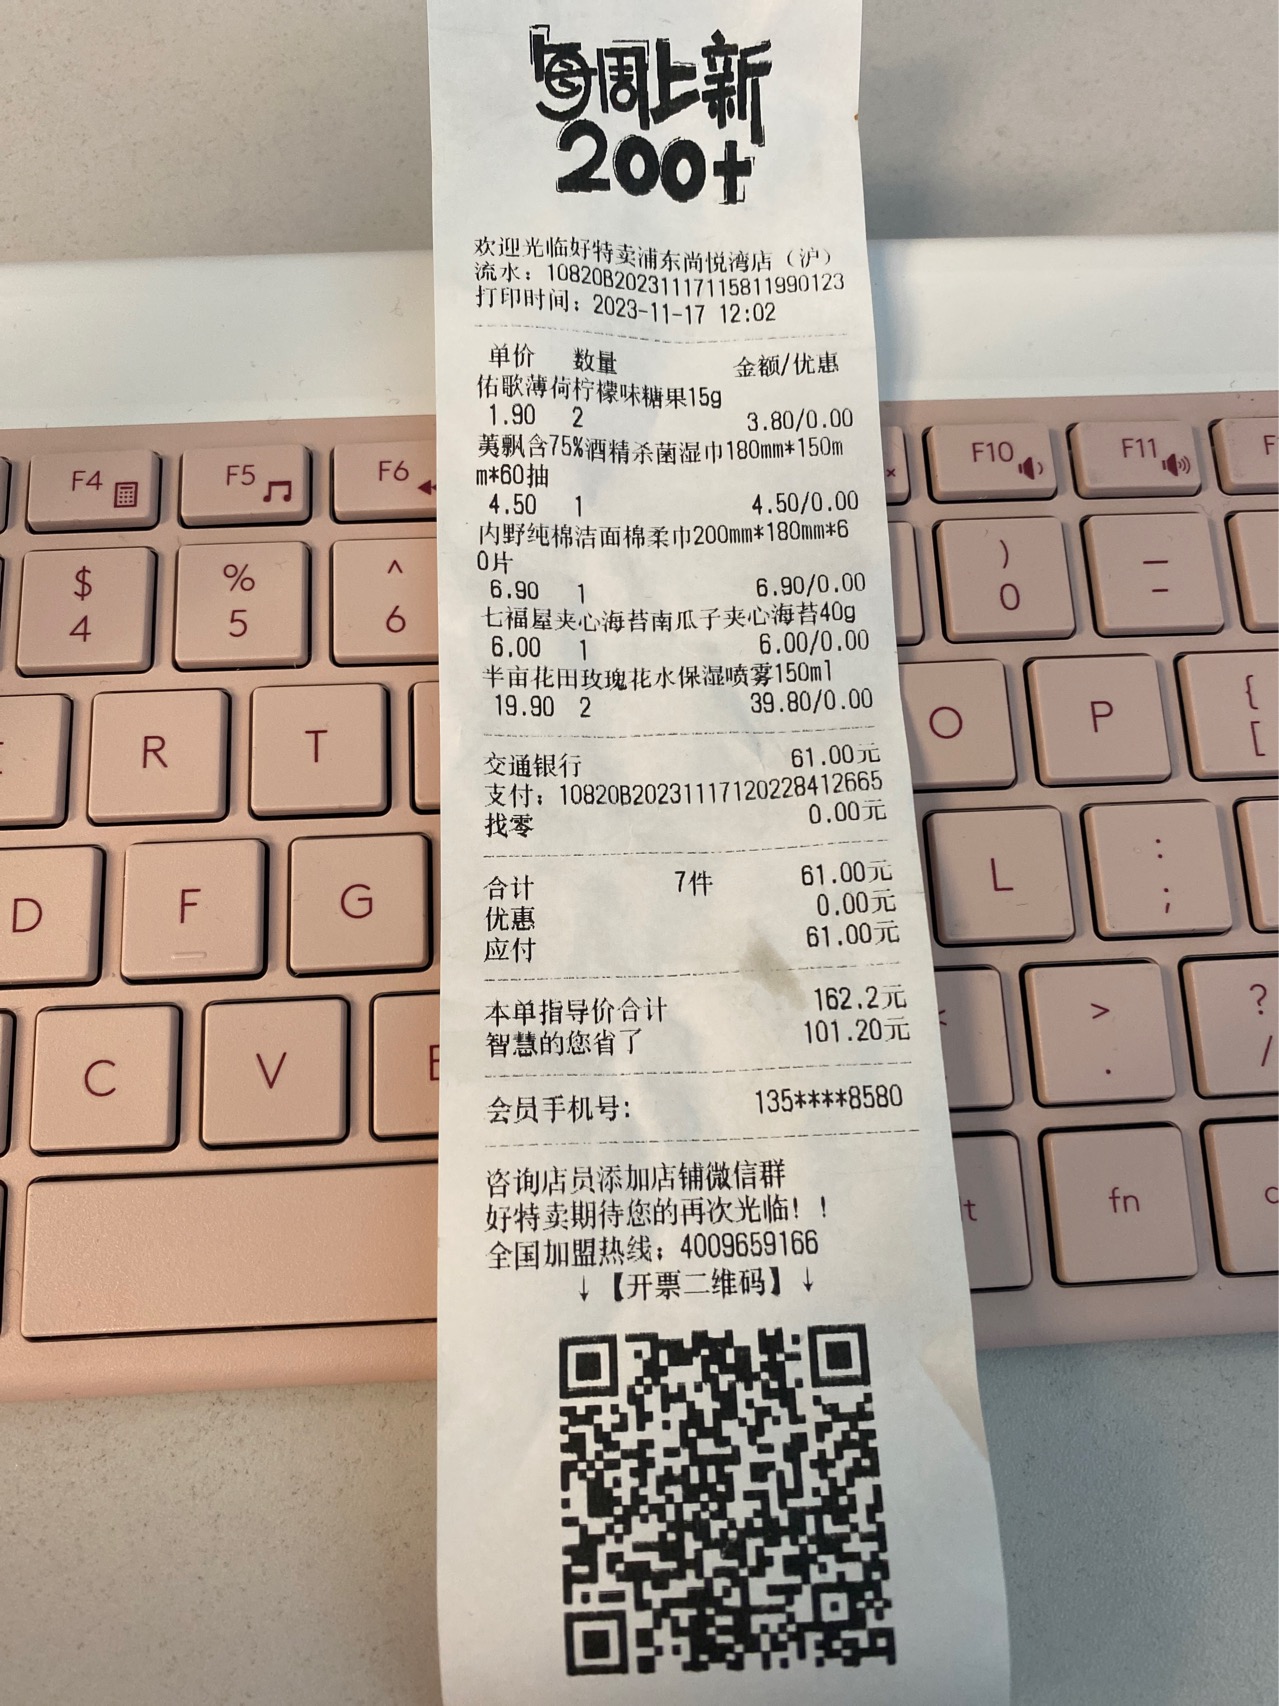 每周上新
200+
欢迎光临好特卖浦东尚悦湾店（沪）
流水：10820B202311171158119​90123
打印时间：2023-11-17 12:02
单价 数量 金额/优惠
佑歌薄荷柠檬味糖果15g
1.90 2 3.80/0.00
蒉飘含75%酒精杀菌湿巾180mm*150m
m*60抽
4.50 1 4.50/0.00
内野纯棉洁面棉柔巾200mm*180mm*6
0片
6.90 1 6.90/0.00
七福屋夹心海苔南瓜子夹心海苔40g
6.00 1 6.00/0.00
半亩花田玫瑰花水保湿喷雾150ml
19.90 2 39.80/0.00
交通银行 61.00元
支付：10820B202311171202284​12665
找零 0.00元
合计 7件 61.00元
优惠 0.00元
应付 61.00元
本单指导价合计 162.2元
智慧的您省了 101.20元
会员手机号： 135****8580
咨询店员添加店铺微信群
好特卖期待您的再次光临！！
全国加盟热线：4009659166
↓【开票二维码】↓
F4
F5
F6
F10
F11
$
4
%
5
^
6
)
0
—
-
R
T
O
P
{
[
D
F
G
L
:
;
C
V
>
.
?
/
fn